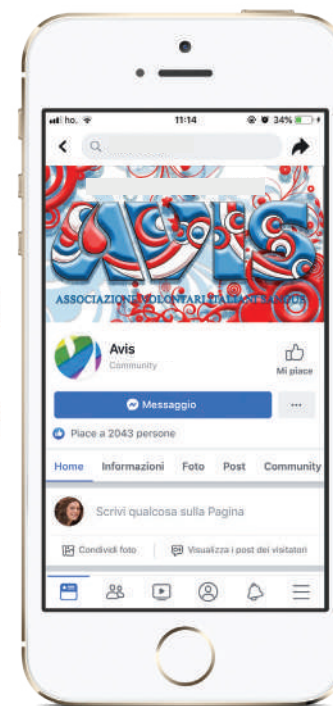 ho. 11:14 34%
AVIS
ASSOCIAZIONE VOLONTARI ITALIANI SANGUE
Avis
Community
Mi piace
Messaggio
Piace a 2043 persone
Home Informazioni Foto Post Community
Scrivi qualcosa sulla Pagina
Condividi foto Visualizza i post dei visitatori